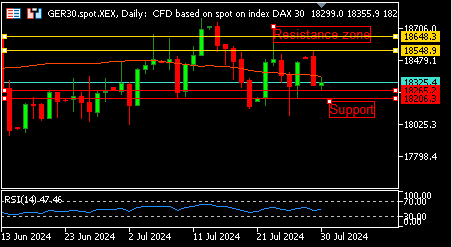 GER30.spot.XEX, Daily: CFD based on spot on index DAX 30 18299.0 18355.9 182
18706.0
Resistance zone
18648.3
18548.9
18479.1
18325.4
18265.2
18206.3
Support
18025.3
17798.4
RSI(14) 47.46
100.00
70.00
30.00
0.00
13 Jun 2024
23 Jun 2024
2 Jul 2024
11 Jul 2024
21 Jul 2024
30 Jul 2024